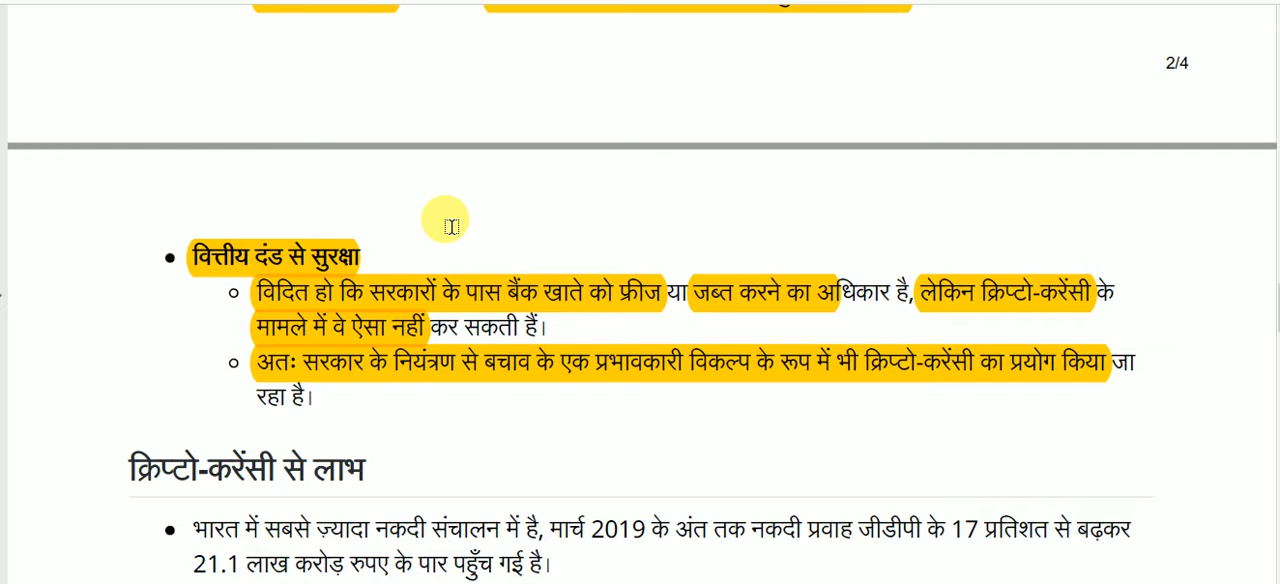 2/4
वित्तीय दंड से सुरक्षा
विदित हो कि सरकारों के पास बैंक खाते को फ्रीज या जब्त करने का अधिकार है, लेकिन क्रिप्टो-करेंसी के
मामले में वे ऐसा नहीं कर सकती हैं।
अतः सरकार के नियंत्रण से बचाव के एक प्रभावकारी विकल्प के रूप में भी क्रिप्टो-करेंसी का प्रयोग किया जा
रहा है।
क्रिप्टो-करेंसी से लाभ
भारत में सबसे ज़्यादा नकदी संचालन में है, मार्च 2019 के अंत तक नकदी प्रवाह जीडीपी के 17 प्रतिशत से बढ़कर
21.1 लाख करोड़ रुपए के पार पहुँच गई है।